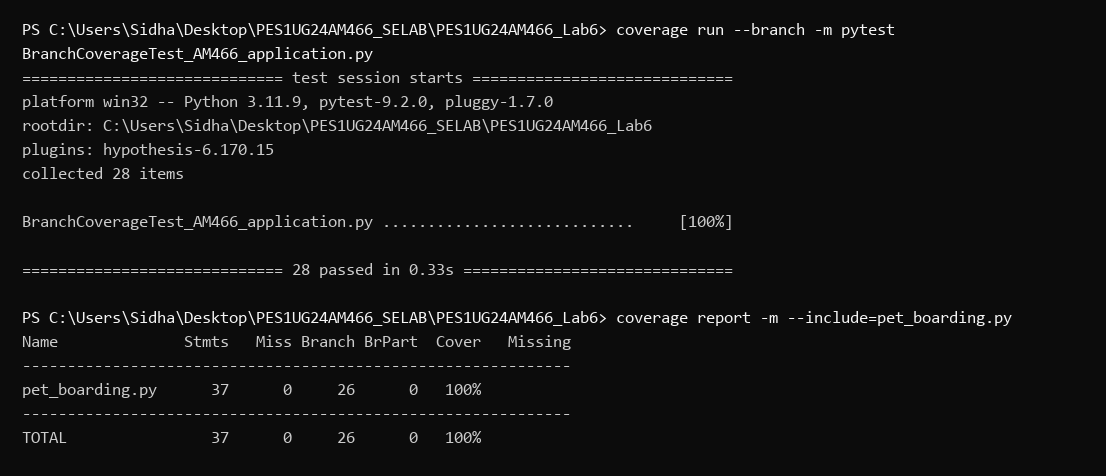 PS C:\Users\Sidha\Desktop\PES1UG24AM466_SELAB\PES1UG24AM466_Lab6> coverage run --branch -m pytest
BranchCoverageTest_AM466_application.py
============================= test session starts =============================
platform win32 -- Python 3.11.9, pytest-9.2.0, pluggy-1.7.0
rootdir: C:\Users\Sidha\Desktop\PES1UG24AM466_SELAB\PES1UG24AM466_Lab6
plugins: hypothesis-6.170.15
collected 28 items

BranchCoverageTest_AM466_application.py ............................     [100%]

============================= 28 passed in 0.33s ==============================

PS C:\Users\Sidha\Desktop\PES1UG24AM466_SELAB\PES1UG24AM466_Lab6> coverage report -m --include=pet_boarding.py
Name              Stmts   Miss Branch BrPart  Cover   Missing
-------------------------------------------------------------
pet_boarding.py      37      0     26      0   100%
-------------------------------------------------------------
TOTAL                37      0     26      0   100%